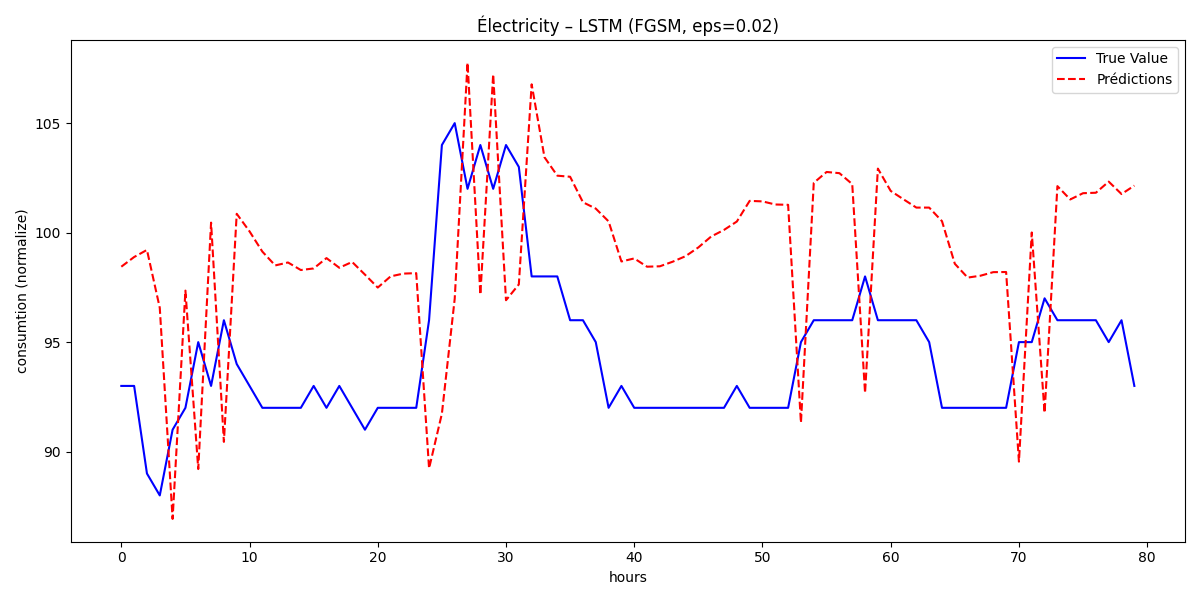 Électricity – LSTM (FGSM, eps=0.02)
True Value
Prédictions
consumtion (normalize)
105
100
95
90
0 10 20 30 40 50 60 70 80
hours